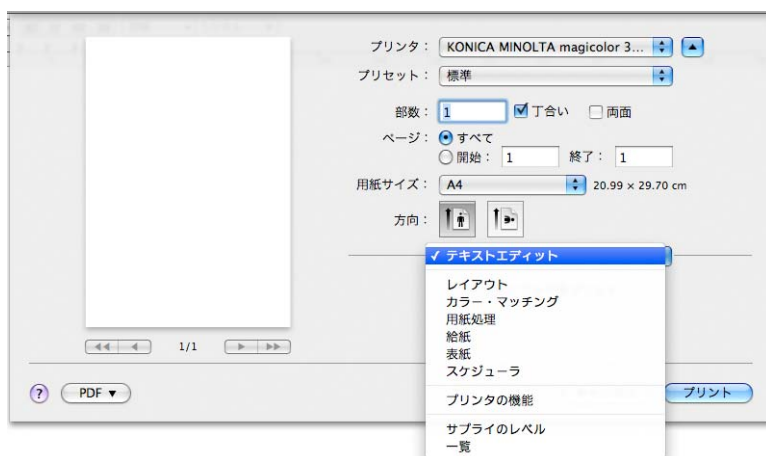 プリンタ： KONICA MINOLTA magicolor 3...
プリセット： 標準
部数： 1 丁合い 両面
ページ： すべて
開始： 1 終了： 1
用紙サイズ： A4 20.99 × 29.70 cm
方向：
テキストエディット
レイアウト
カラー・マッチング
用紙処理
給紙
表紙
スケジューラ
プリンタの機能
サプライのレベル
一覧
1/1
? PDF ▼ プリント